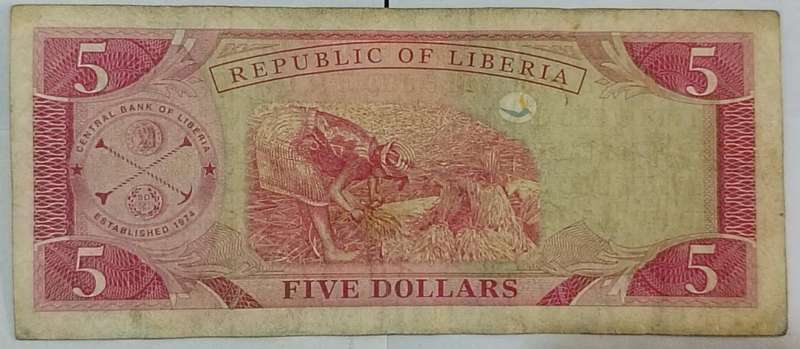 5
REPUBLIC OF LIBERIA
5
CENTRAL BANK OF LIBERIA
ESTABLISHED 1974
5
FIVE DOLLARS
5